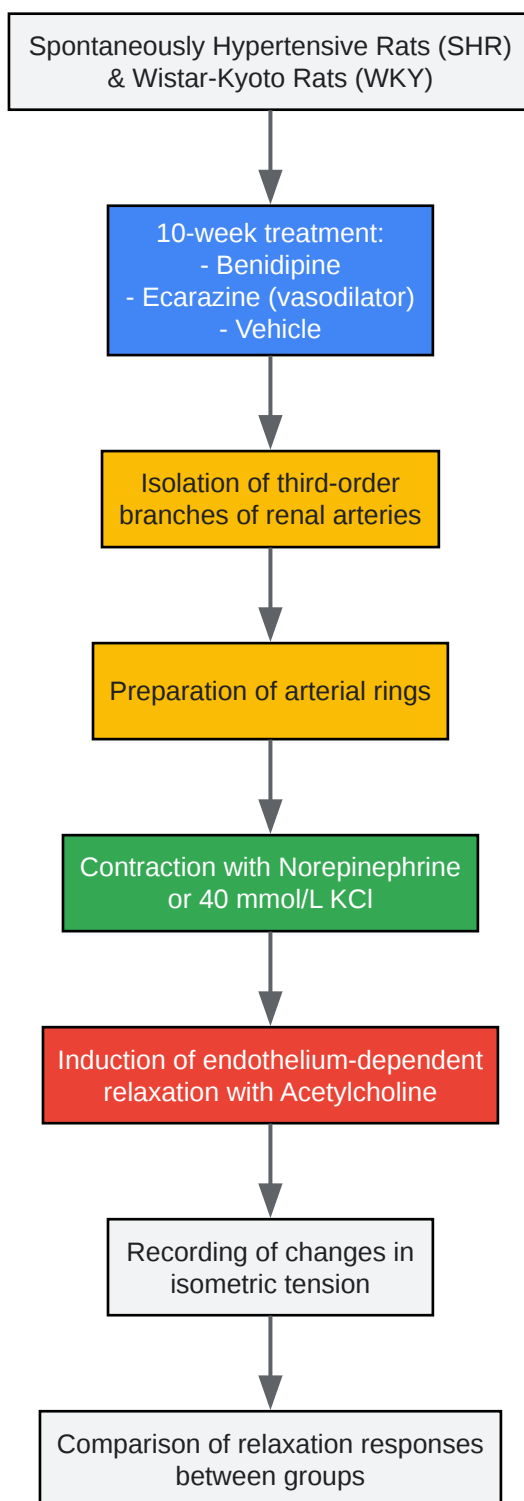 Spontaneously Hypertensive Rats (SHR)
& Wistar-Kyoto Rats (WKY)
10-week treatment:
- Benidipine
- Ecarazine (vasodilator)
- Vehicle
Isolation of third-order
branches of renal arteries
Preparation of arterial rings
Contraction with Norepinephrine
or 40 mmol/L KCl
Induction of endothelium-dependent
relaxation with Acetylcholine
Recording of changes in
isometric tension
Comparison of relaxation responses
between groups